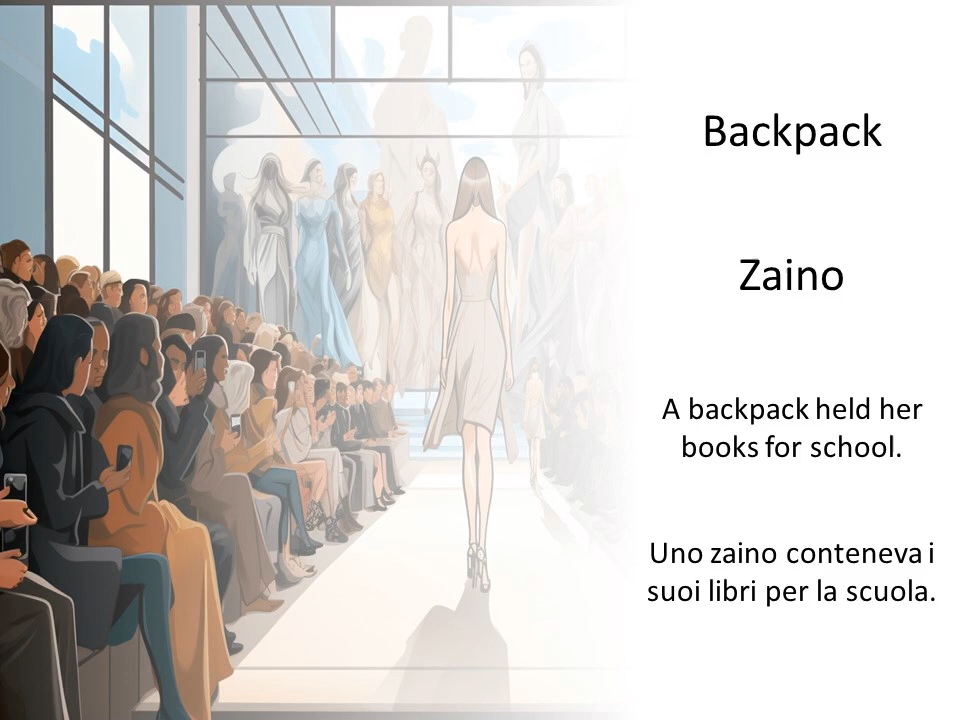 Backpack
Zaino
A backpack held her
books for school.
Uno zaino conteneva i
suoi libri per la scuola.